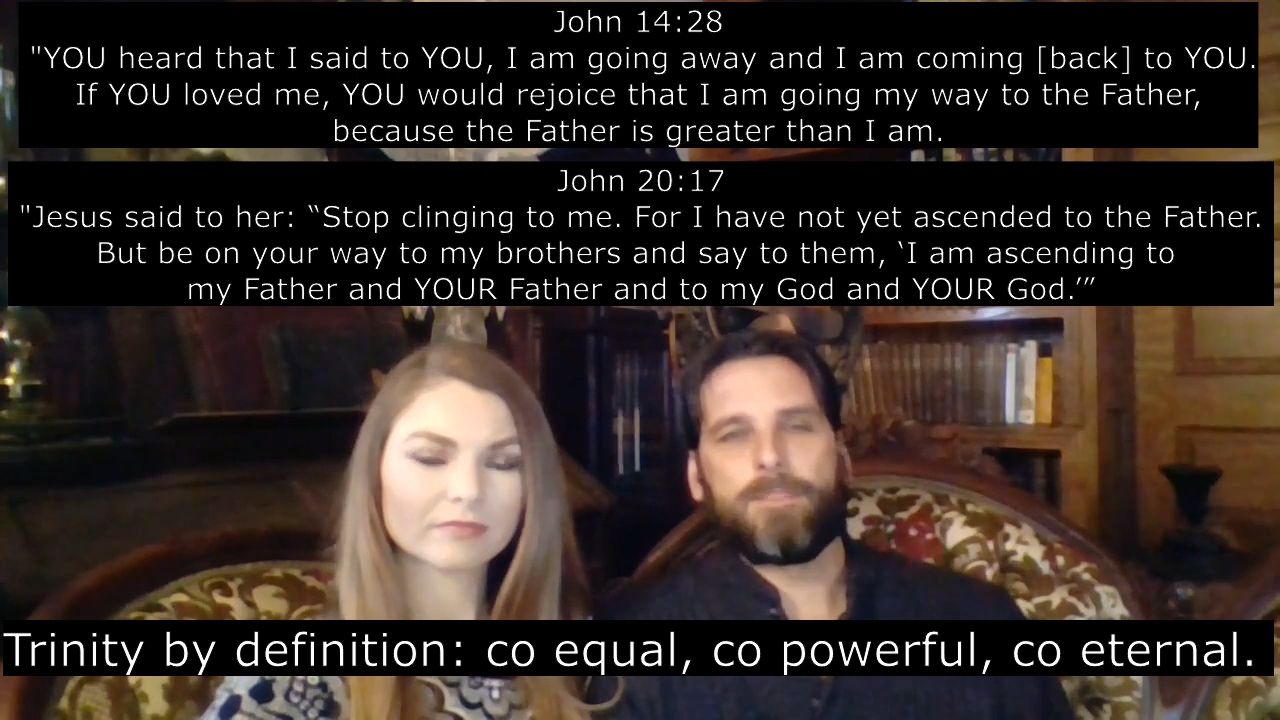 John 14:28
"YOU heard that I said to YOU, I am going away and I am coming [back] to YOU.
If YOU loved me, YOU would rejoice that I am going my way to the Father,
because the Father is greater than I am.
John 20:17
"Jesus said to her: “Stop clinging to me. For I have not yet ascended to the Father.
But be on your way to my brothers and say to them, ‘I am ascending to
my Father and YOUR Father and to my God and YOUR God.’”
Trinity by definition: co equal, co powerful, co eternal.